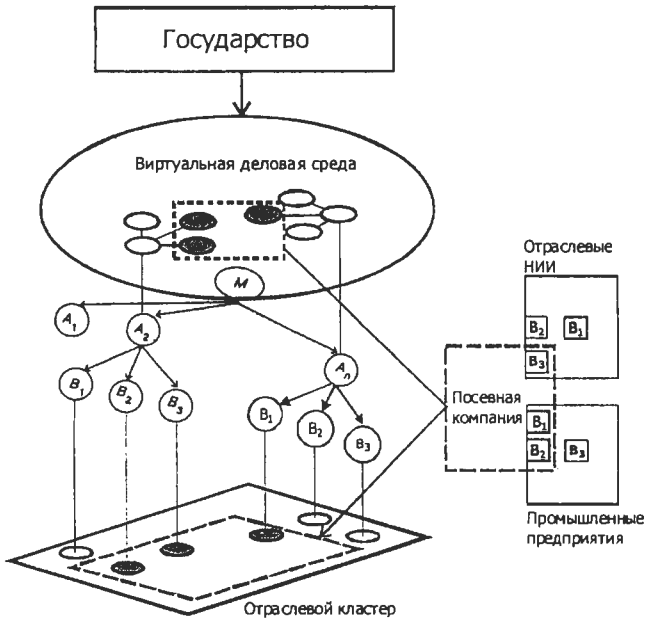 Государство
Виртуальная деловая среда
M
A1
A2
An
B1
B2
B3
B1
B2
B3
Отраслевой кластер
Отраслевые
НИИ
B2
B1
B3
Посевная
компания
B1
B2
B3
Промышленные
предприятия